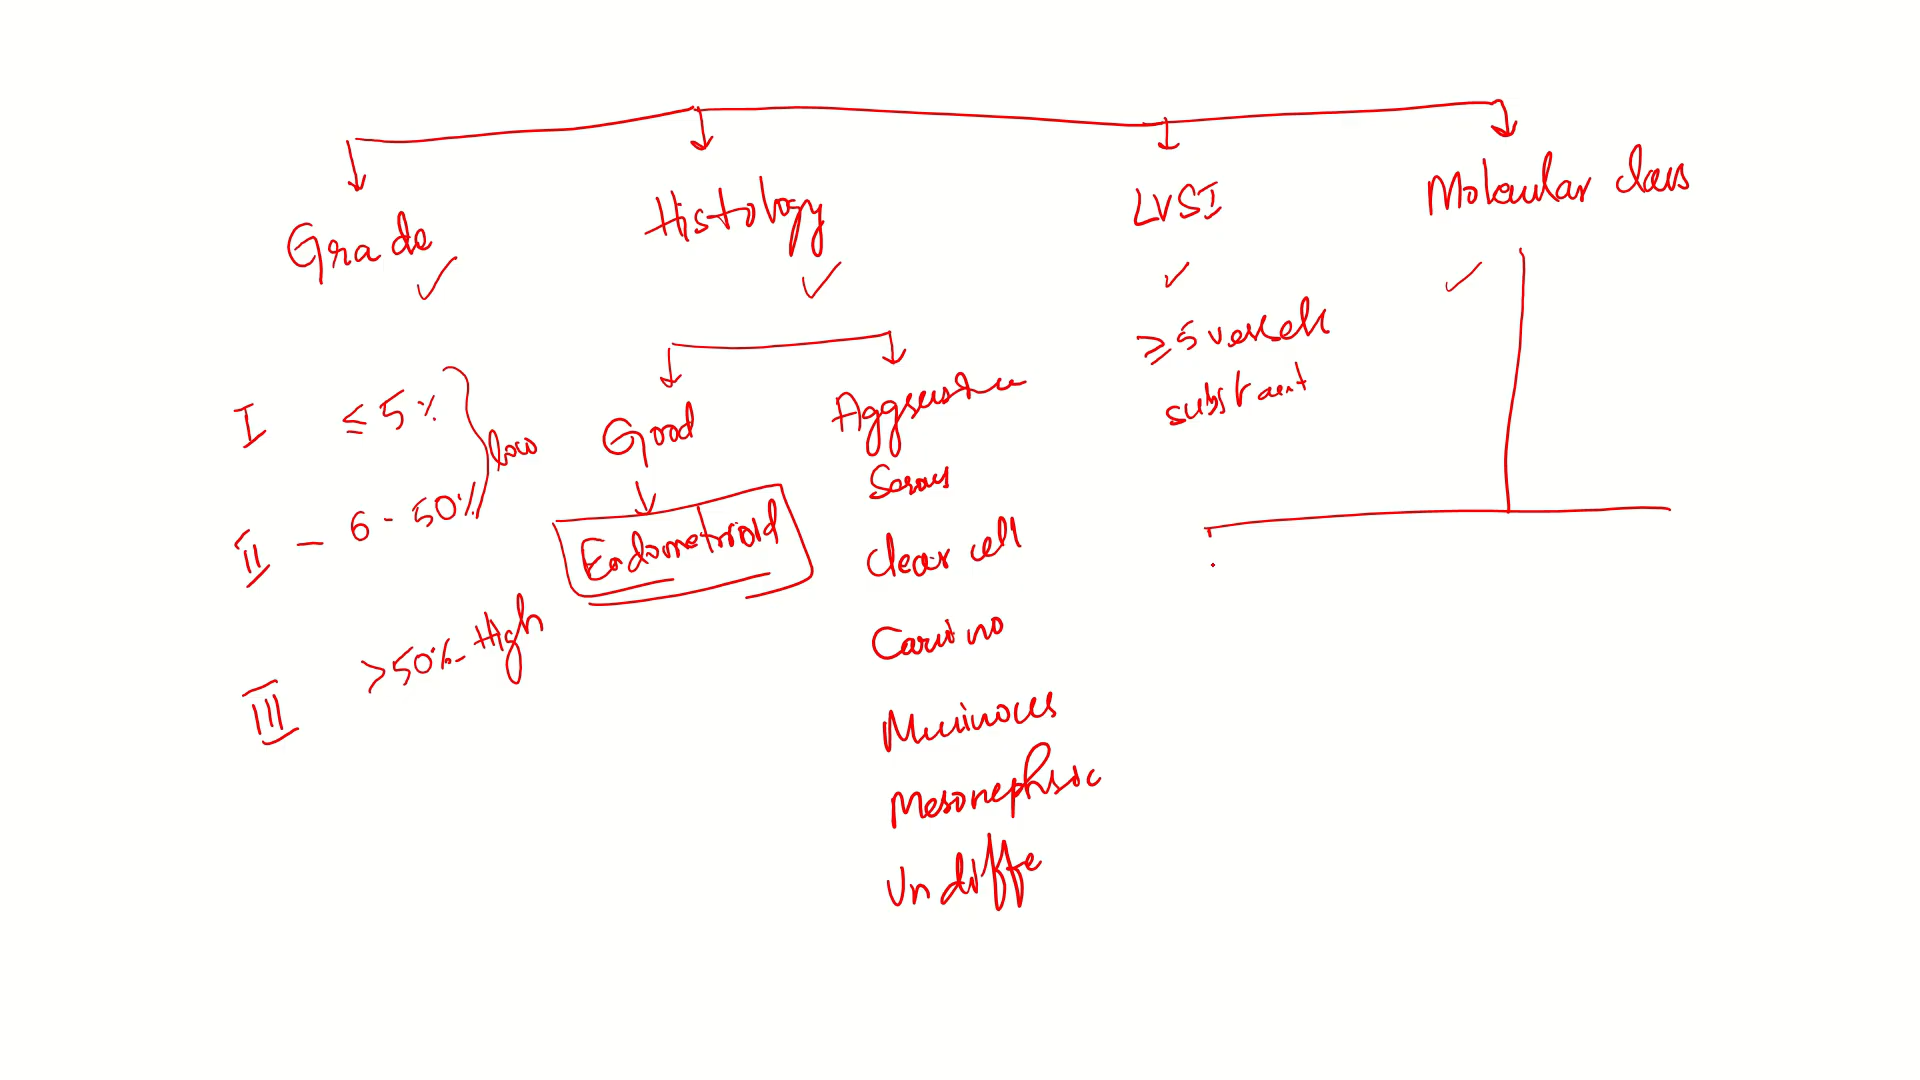 Grade
Histology
LVSI
Molecular class
I ≤5%
II - 6-50%
low
III >50%- High
Good
Endometrioid
Aggressive
Serous
Clear cell
Carcino
Mucinous
Mesonephric
Undiffe
≥5 vessels